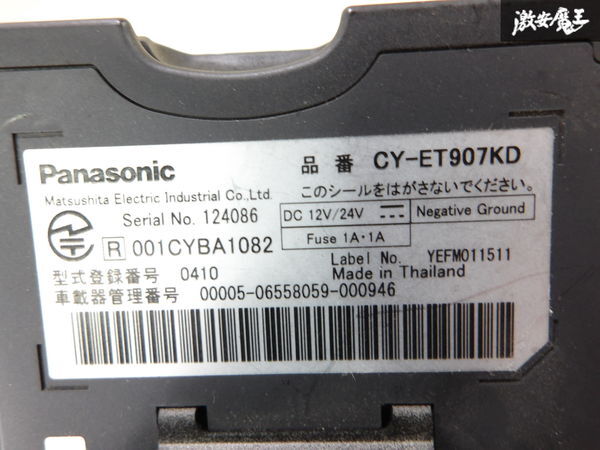 激安魔王
Panasonic
品番 CY-ET907KD
Matsushita Electric Industrial Co.,Ltd.
このシールをはがさないでください。
Serial No. 124086
DC 12V/24V
Negative Ground
R 001CYBA1082
Fuse 1A・1A
Label No. YEFM011511
型式登録番号 0410
Made in Thailand
車載器管理番号 00005-06558059-000946